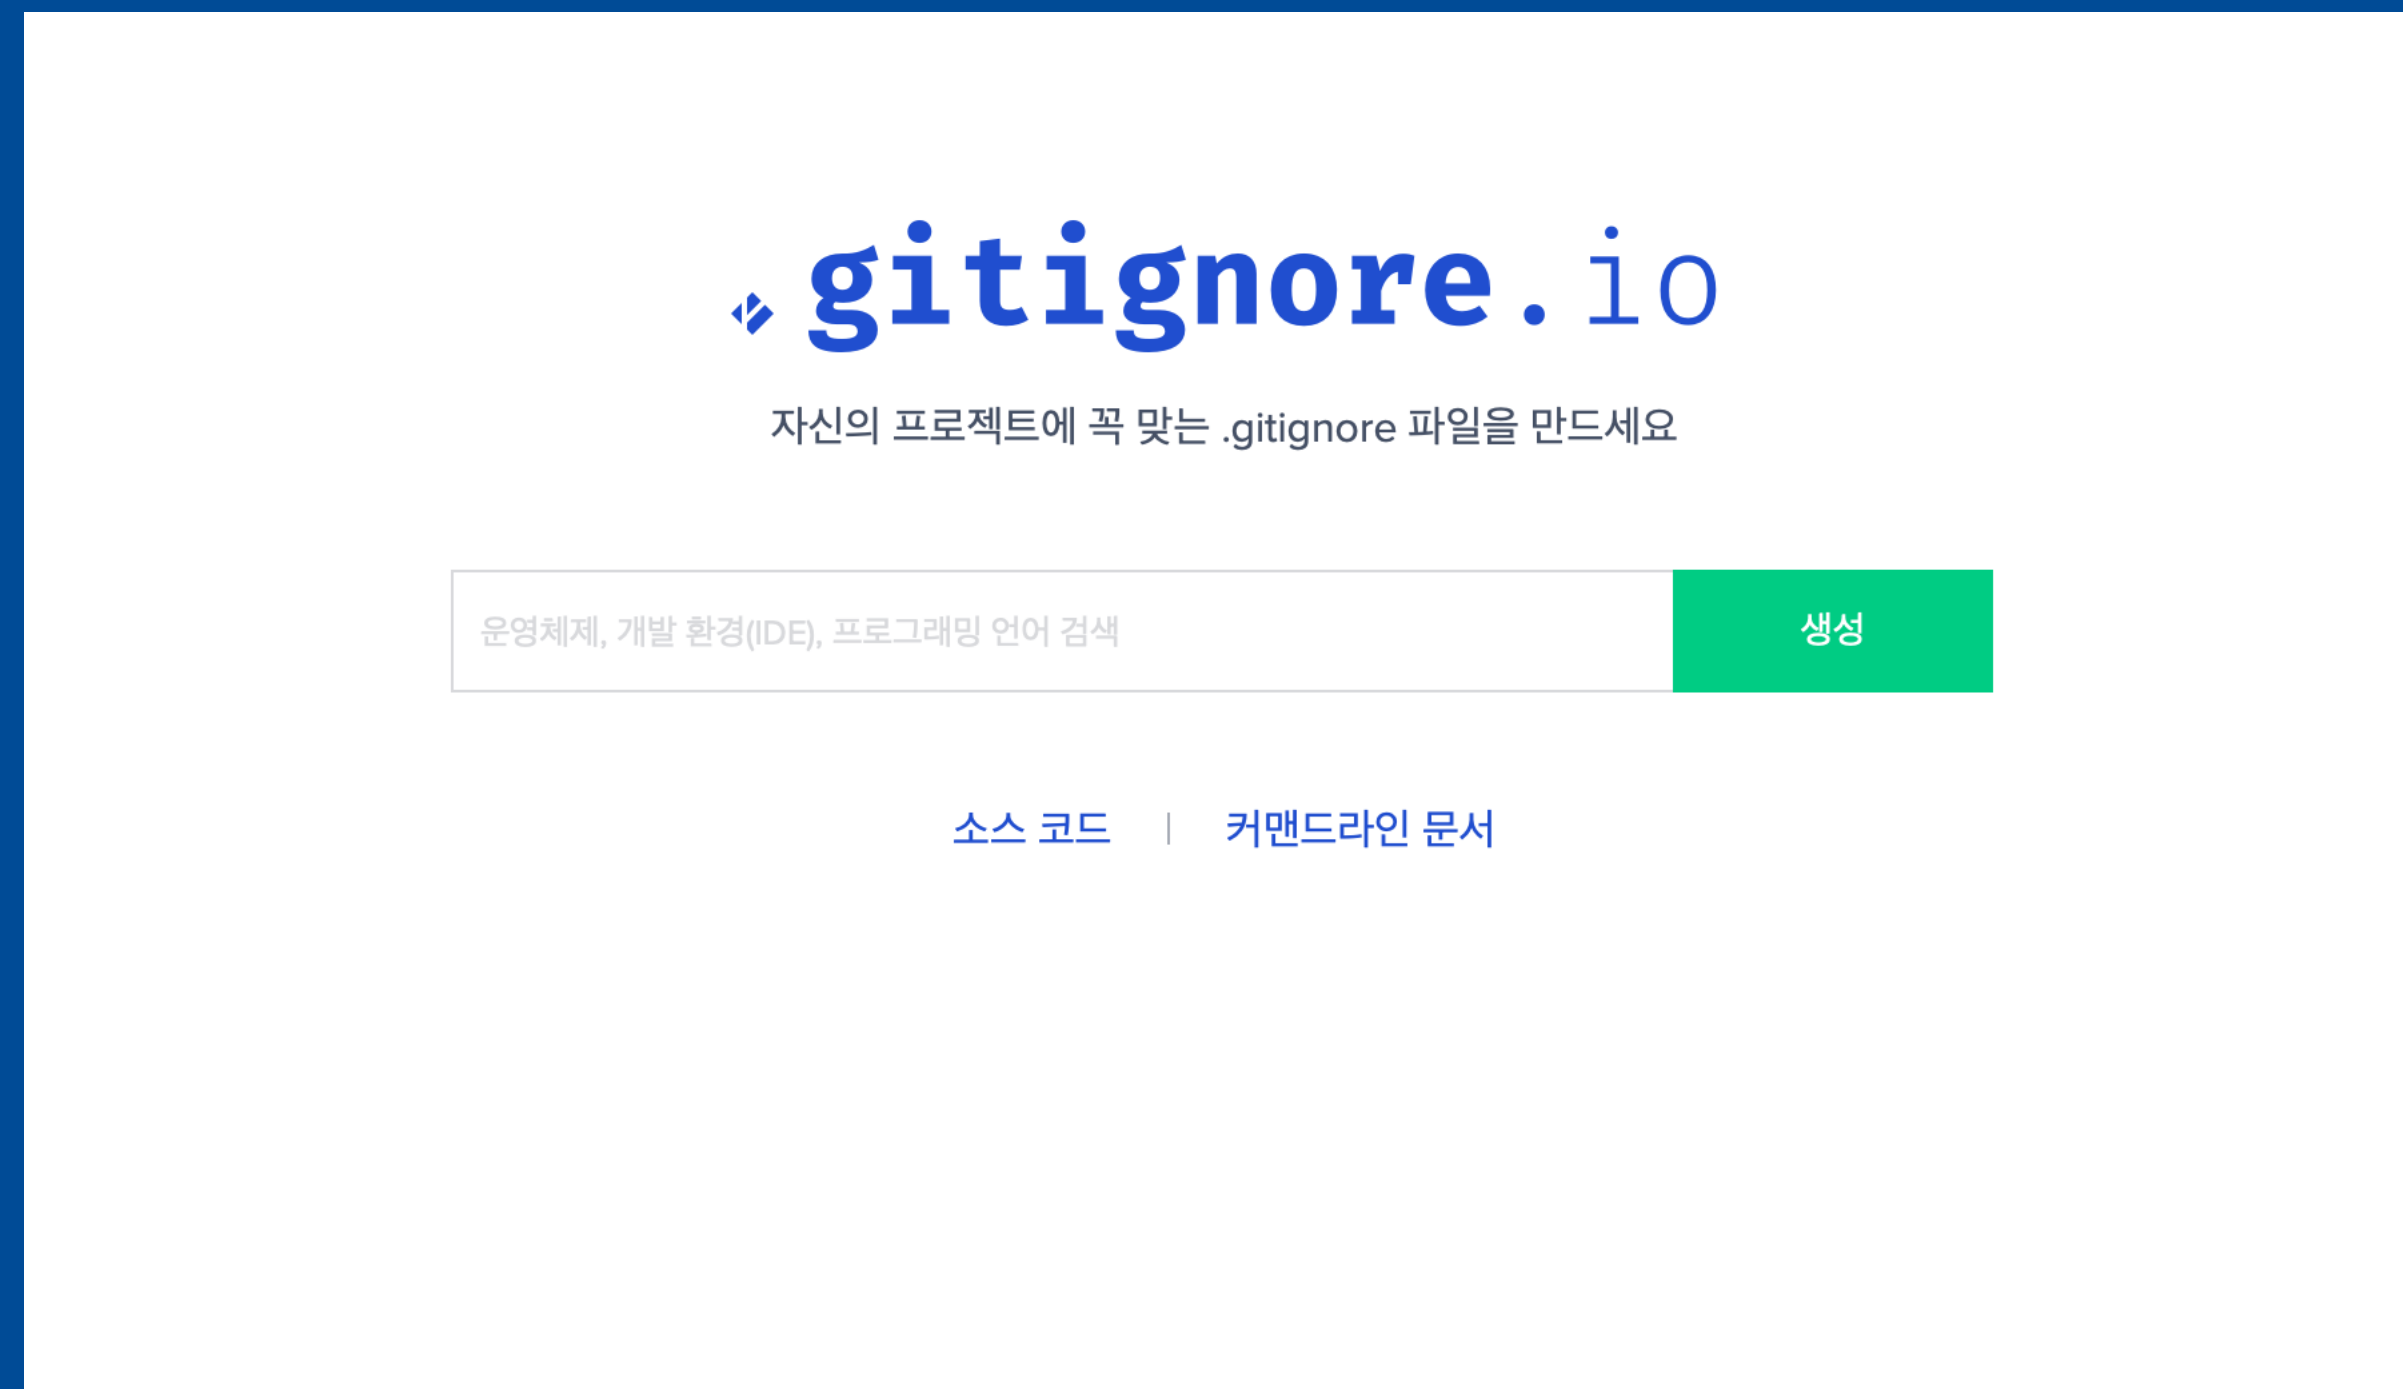 gitignore.io
자신의 프로젝트에 꼭 맞는 .gitignore 파일을 만드세요
운영체제, 개발 환경(IDE), 프로그래밍 언어 검색
생성
소스 코드 | 커맨드라인 문서